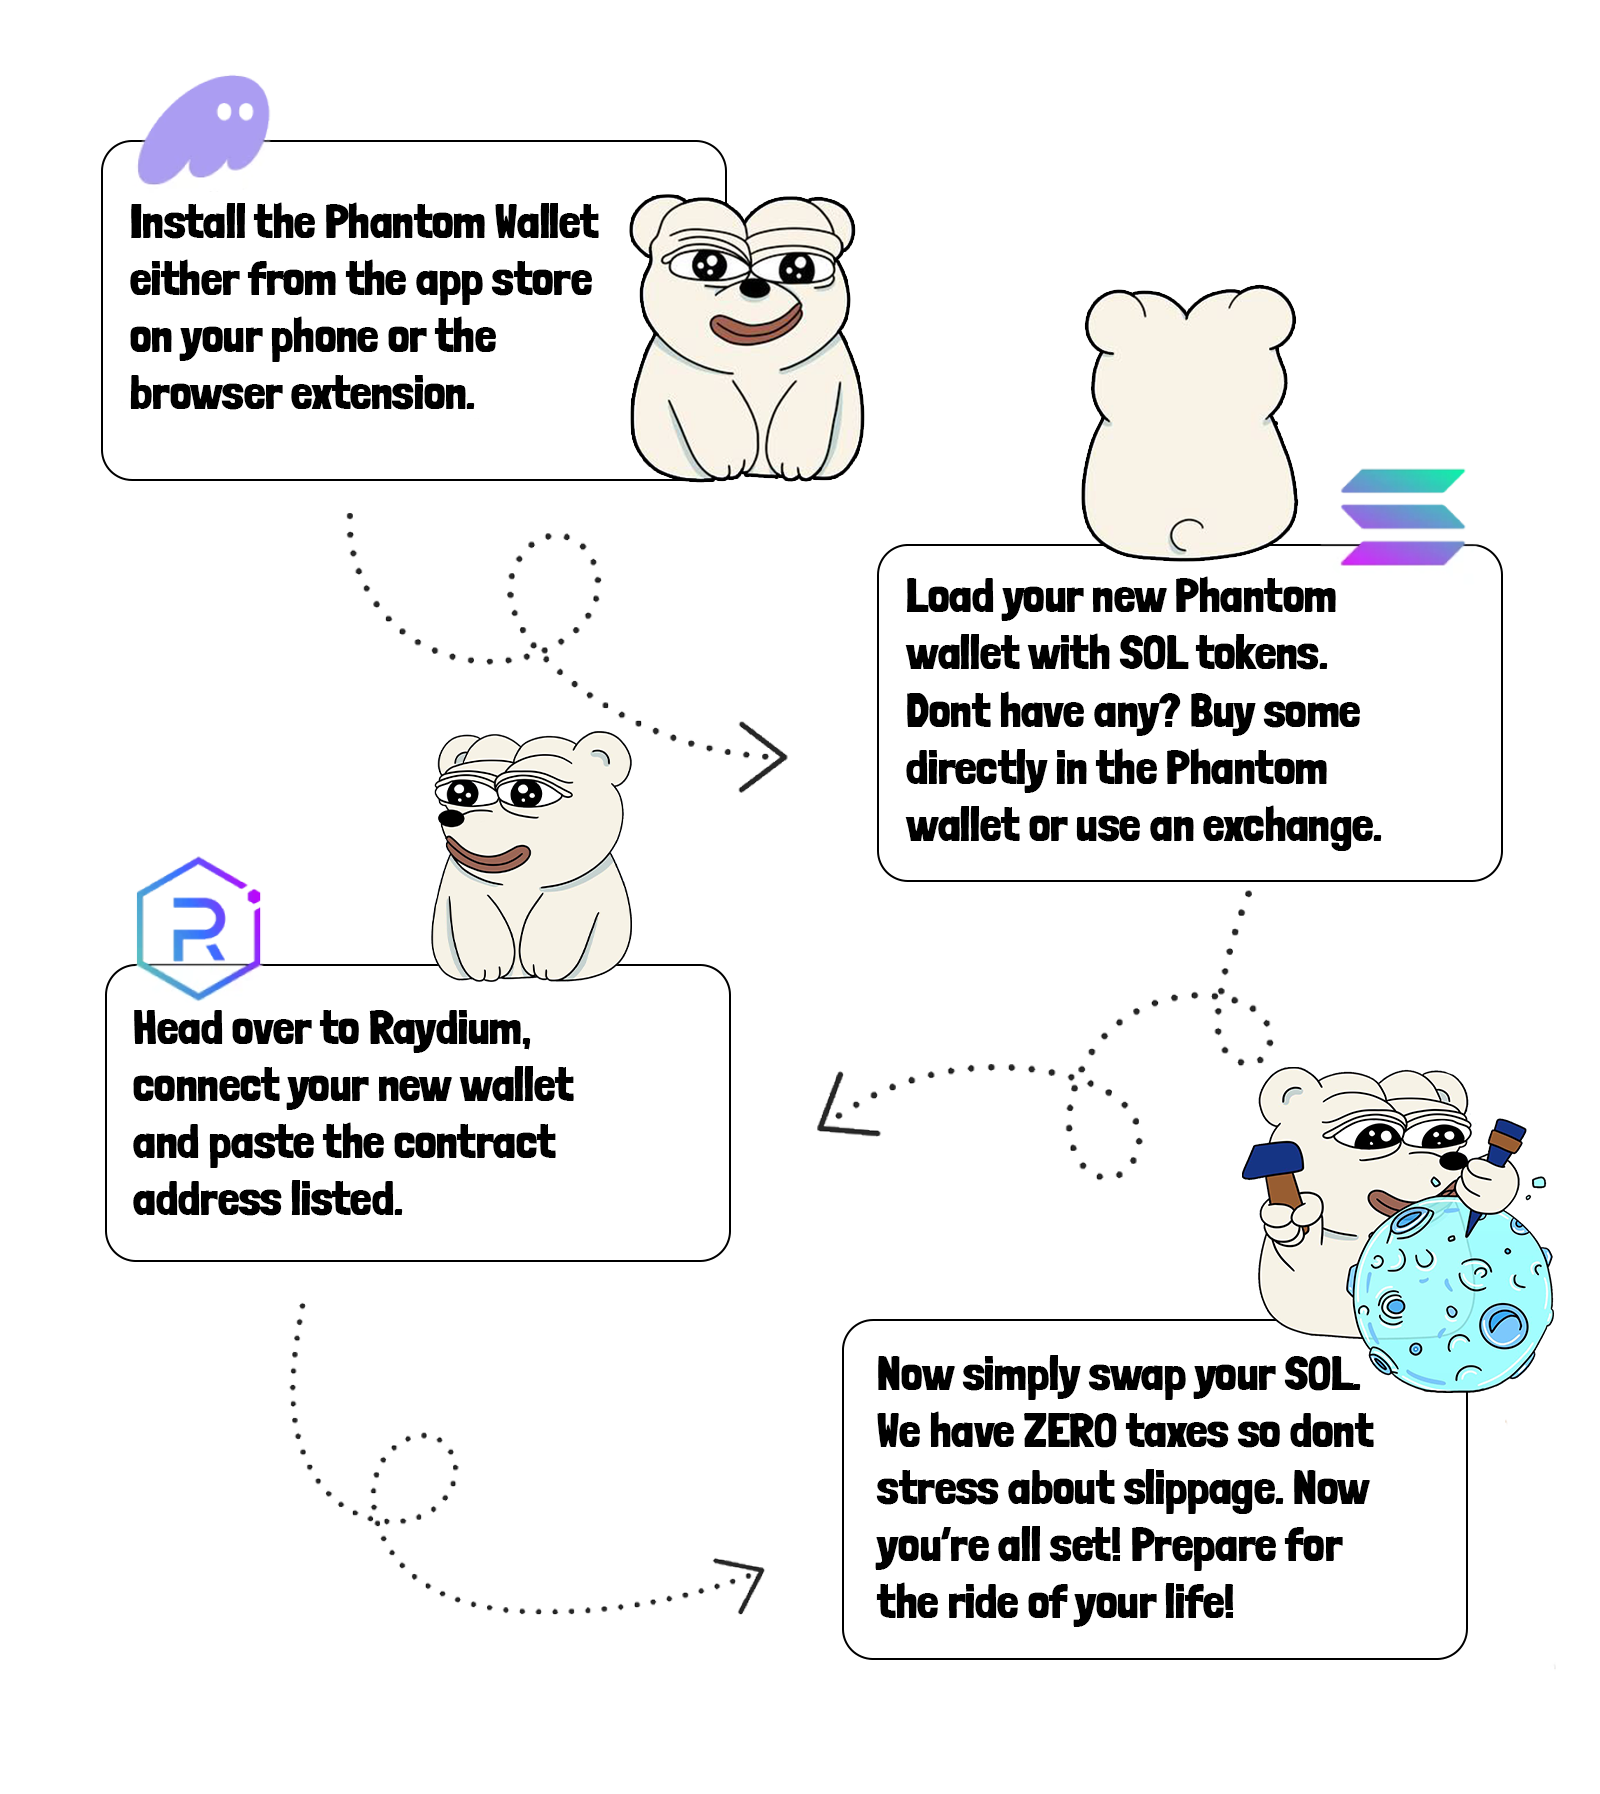 Install the Phantom Wallet
either from the app store
on your phone or the
browser extension.
Load your new Phantom
wallet with SOL tokens.
Dont have any? Buy some
directly in the Phantom
wallet or use an exchange.
R
Head over to Raydium,
connect your new wallet
and paste the contract
address listed.
Now simply swap your SOL.
We have ZERO taxes so dont
stress about slippage. Now
you're all set! Prepare for
the ride of your life!